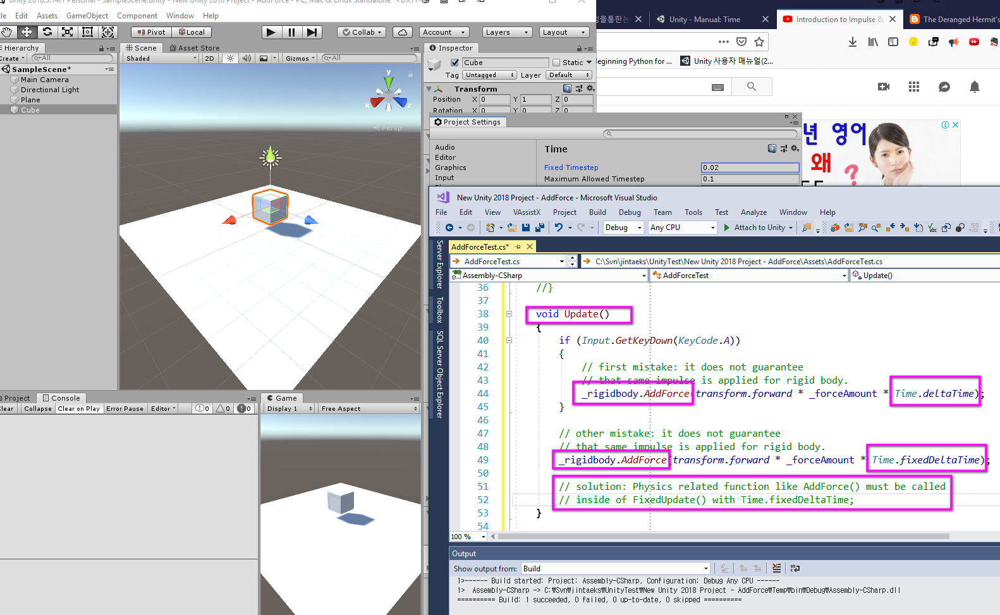 Unity 2018.3.14f1 Personal - SampleScene.unity - New Unity 2018 Project - AddForce - PC, Mac & Linux Standalone <DX11>
Edit Assets GameObject Component Window Help
Pivot Local Collab Account Layers Layout
Hierarchy
Create All
SampleScene*
Main Camera
Directional Light
Plane
Cube
Scene Asset Store
Shaded 2D Gizmos All
y
x z
Persp
Inspector
Cube Static
Tag Untagged Layer Default
Transform
Position X 0 Y 1 Z 0
Rotation X 0 Y 0 Z 0
Unity - Manual: Time
Introduction to Impulse &
The Deranged Hermit's
Beginning Python for ... Unity 사용자 매뉴얼(2...
년 영어
왜
?
Project Settings
Audio
Editor
Graphics
Input
Time
Fixed Timestep 0.02
Maximum Allowed Timestep 0.1
New Unity 2018 Project - AddForce - Microsoft Visual Studio
File Edit View VAssistX Project Build Debug Team Tools Test Analyze Window Help
Debug Any CPU Attach to Unity
Server Explorer
Toolbox
SQL Server Object Explorer
AddForceTest.cs*
AddForceTest.cs C:\Svn\jintaeks\UnityTest\New Unity 2018 Project - AddForce\Assets\AddForceTest.cs
Assembly-CSharp AddForceTest Update()
36 //}
37
38 void Update()
39 {
40 if (Input.GetKeyDown(KeyCode.A))
41 {
42 // first mistake: it does not guarantee
43 // that same impulse is applied for rigid body.
44 _rigidbody.AddForce(transform.forward * _forceAmount * Time.deltaTime);
45 }
46
47 // other mistake: it does not guarantee
48 // that same impulse is applied for rigid body.
49 _rigidbody.AddForce(transform.forward * _forceAmount * Time.fixedDeltaTime);
50
51 // solution: Physics related function like AddForce() must be called
52 // inside of FixedUpdate() with Time.fixedDeltaTime;
53 }
54
100 %
Output
Show output from: Build
1>------ Build started: Project: Assembly-CSharp, Configuration: Debug Any CPU ------
1> Assembly-CSharp -> C:₩Svn₩jintaeks₩UnityTest₩New Unity 2018 Project - AddForce₩Temp₩bin₩Debug₩Assembly-CSharp.dll
========== Build: 1 succeeded, 0 failed, 0 up-to-date, 0 skipped ==========
Project Console
Clear Collapse Clear on Play Error Pause Editor 0 0 0
Game
Display 1 Free Aspect